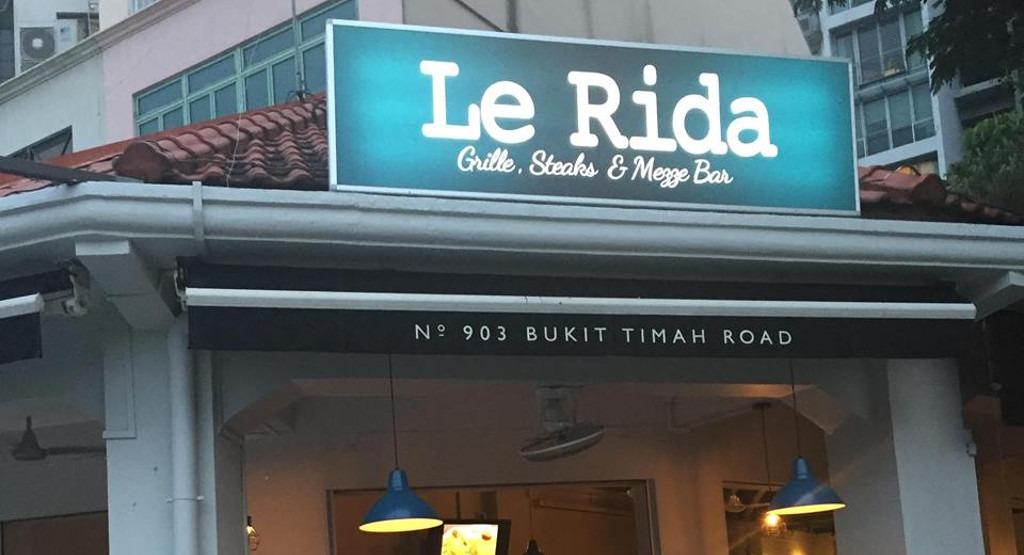 Le Rida
Grille, Steaks & Mezze Bar
Nº 903 BUKIT TIMAH ROAD